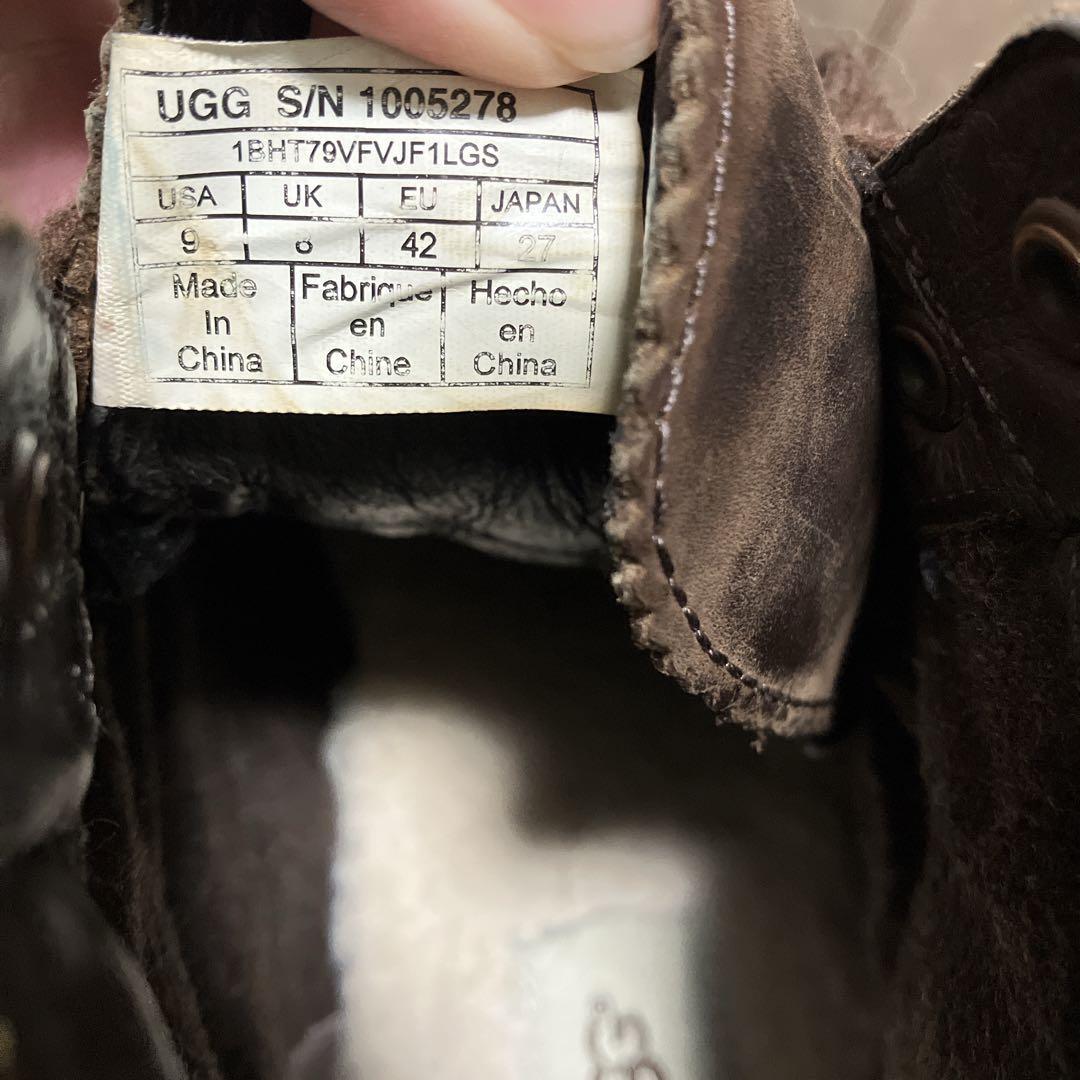 UGG S/N 1005278
1BHT79VFVJF1LGS
USA UK EU JAPAN
9 8 42 27
Made Fabrique Hecho
In en en
China Chine China